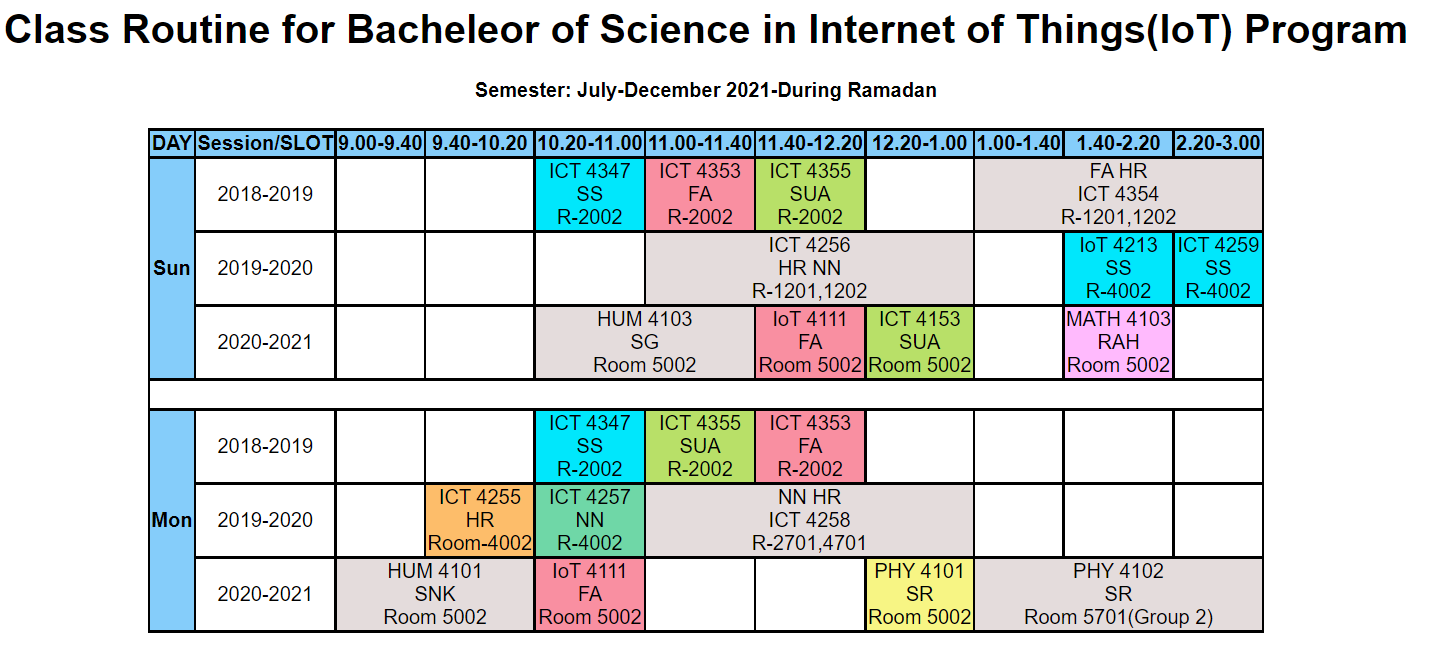 Class Routine for Bacheleor of Science in Internet of Things(IoT) Program
Semester: July-December 2021-During Ramadan
DAY Session/SLOT 9.00-9.40 9.40-10.20 10.20-11.00 11.00-11.40 11.40-12.20 12.20-1.00 1.00-1.40 1.40-2.20 2.20-3.00
Sun
2018-2019
ICT 4347
SS
R-2002
ICT 4353
FA
R-2002
ICT 4355
SUA
R-2002
FA HR
ICT 4354
R-1201,1202
2019-2020
ICT 4256
HR NN
R-1201,1202
IoT 4213
SS
R-4002
ICT 4259
SS
R-4002
2020-2021
HUM 4103
SG
Room 5002
IoT 4111
FA
Room 5002
ICT 4153
SUA
Room 5002
MATH 4103
RAH
Room 5002
Mon
2018-2019
ICT 4347
SS
R-2002
ICT 4355
SUA
R-2002
ICT 4353
FA
R-2002
2019-2020
ICT 4255
HR
Room-4002
ICT 4257
NN
R-4002
NN HR
ICT 4258
R-2701,4701
2020-2021
HUM 4101
SNK
Room 5002
IoT 4111
FA
Room 5002
PHY 4101
SR
Room 5002
PHY 4102
SR
Room 5701(Group 2)